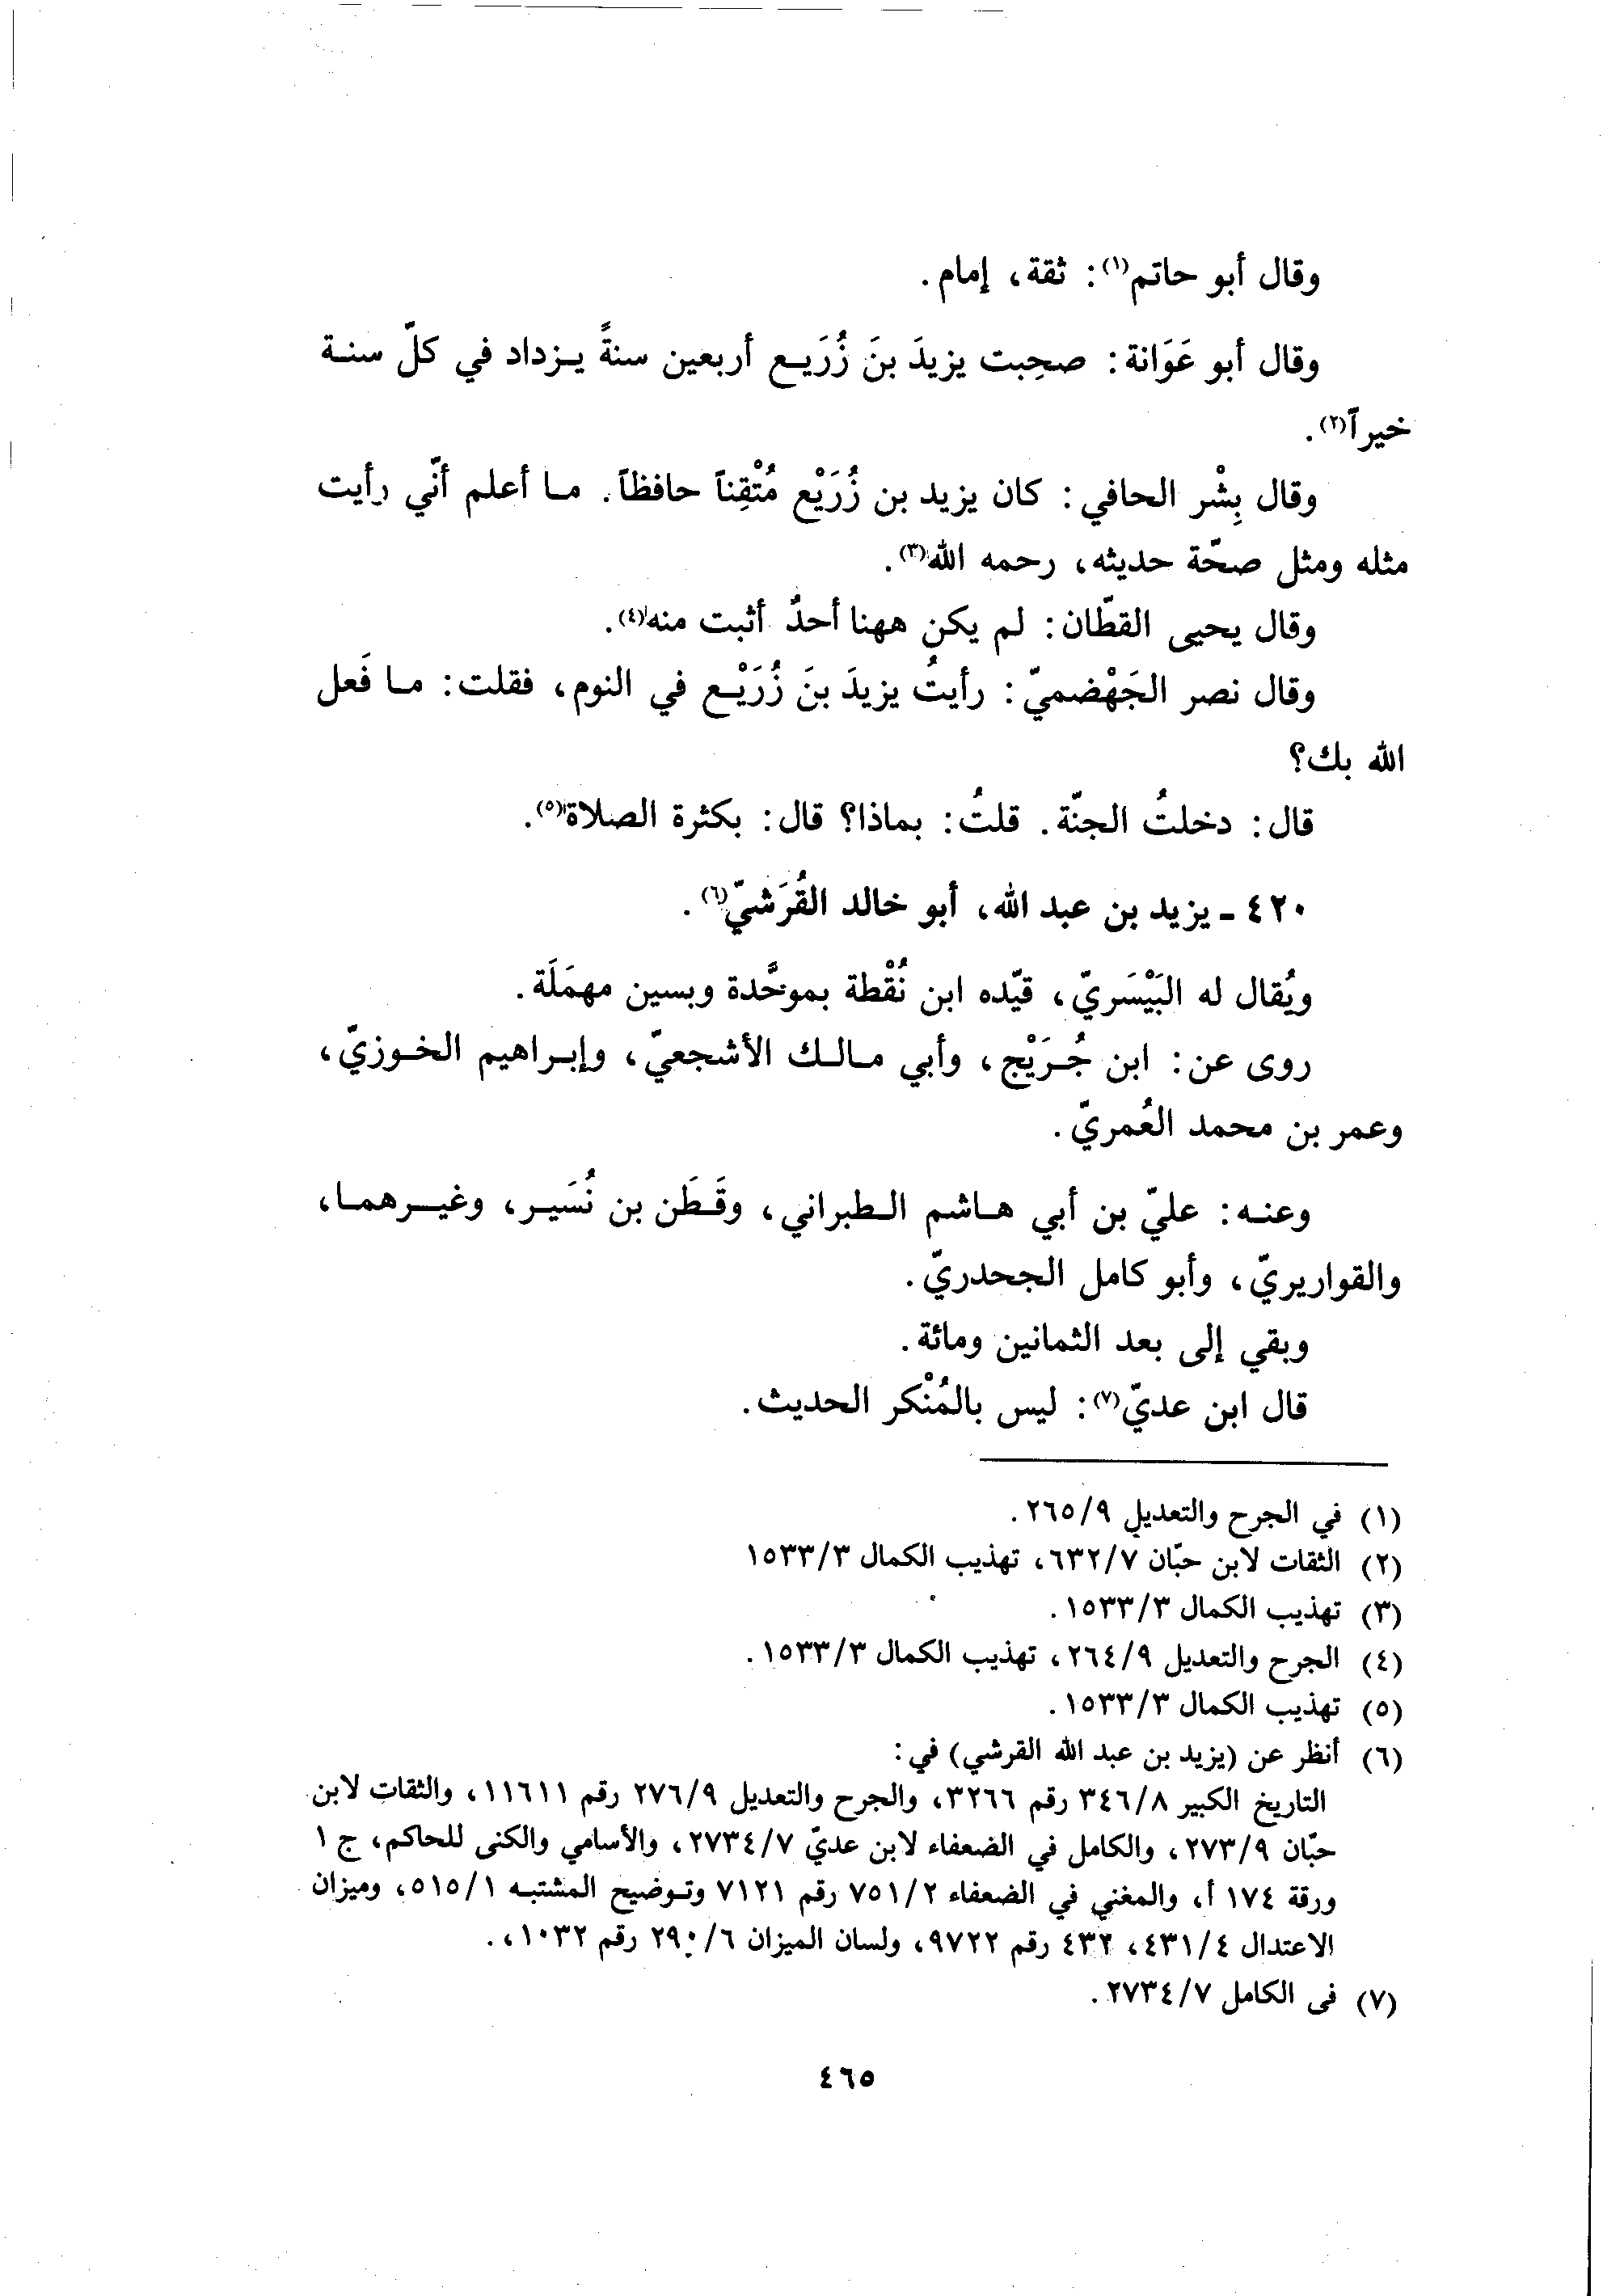 وقال أبو حاتم(١): ثقة، إمام.
وقال أبو عَوَانة: صحِبت يزيدَ بنَ زُرَيـع أربعين سنةً يـزداد في كلّ سنـة
خيراً(٢).
وقال بِشْر الحافي: كان يزيد بن زُرَيْع مُتْقِناً حافظاً. مـا أعلم أنّي رأيت
مثله ومثل صحّة حديثه، رحمه الله(٣).
وقال يحيى القطّان: لم يكن ههنا أحدٌ أثبت منه(٤).
وقال نصر الجَهْضميّ: رأيتُ يزيدَ بنَ زُرَيْـع في النوم، فقلت: مـا فَعل
الله بك؟
قال: دخلتُ الجنّة. قلتُ: بماذا؟ قال: بكثرة الصلاة(٥).
٤٢٠ ـ يزيد بن عبد الله، أبو خالد القُرَشيّ(٦).
ويُقال له البَيْسَريّ، قيّده ابن نُقْطة بموحَّدة وبسين مهمَلَة.
روى عن: ابن جُـرَيْج، وأبي مـالـك الأشجعيّ، وإبـراهيم الخـوزيّ،
وعمر بن محمد العُمريّ.
وعنـه: عليّ بن أبي هـاشم الـطبراني، وقَـطَن بن نُسَيـر، وغيـرهمـا،
والقواريريّ، وأبو كامل الجحدريّ.
وبقي إلى بعد الثمانين ومائة.
قال ابن عديّ(٧): ليس بالمُنْكر الحديث.
(١) في الجرح والتعديل ٢٦٥/٩.
(٢) الثقات لابن حبّان ٦٣٢/٧، تهذيب الكمال ١٥٣٣/٣
(٣) تهذيب الكمال ١٥٣٣/٣.
(٤) الجرح والتعديل ٢٦٤/٩، تهذيب الكمال ١٥٣٣/٣.
(٥) تهذيب الكمال ١٥٣٣/٣.
(٦) أنظر عن (يزيد بن عبد الله القرشي) في:
التاريخ الكبير ٣٤٦/٨ رقم ٣٢٦٦، والجرح والتعديل ٢٧٦/٩ رقم ١١٦١١، والثقات لابن
حبّان ٢٧٣/٩، والكامل في الضعفاء لابن عديّ ٢٧٣٤/٧، والأسامي والكنى للحاكم، ج ١
ورقة ١٧٤ أ، والمغني في الضعفاء ٧٥١/٢ رقم ٧١٢١ وتـوضيح المشتبـه ٥١٥/١، وميزان
الاعتدال ٤٣١/٤، ٤٣٢ رقم ٩٧٢٢، ولسان الميزان ٢٩٠/٦ رقم ١٠٣٢،.
(٧) في الكامل ٢٧٣٤/٧.
٤٦٥